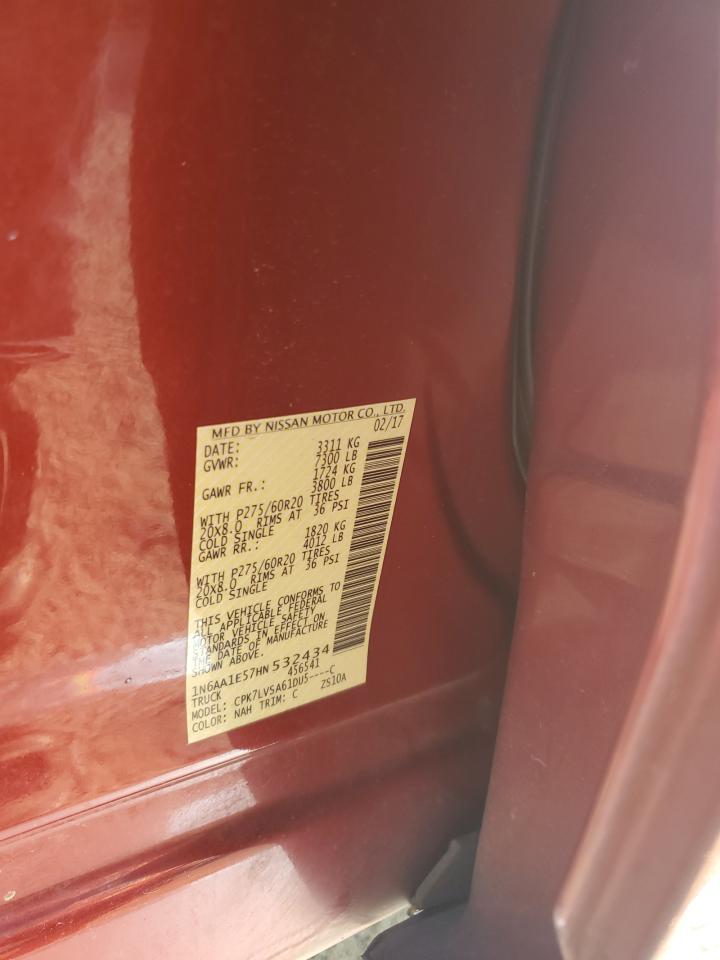 MFD BY NISSAN MOTOR CO., LTD.
DATE: 02/17
GVWR: 3311 KG
7300 LB
GAWR FR.: 1724 KG
3800 LB
WITH P275/60R20 TIRES
20X8.0 RIMS AT 36 PSI
COLD SINGLE
GAWR RR.: 1820 KG
4012 LB
WITH P275/60R20 TIRES
20X8.0 RIMS AT 36 PSI
COLD SINGLE
THIS VEHICLE CONFORMS TO
ALL APPLICABLE FEDERAL
MOTOR VEHICLE SAFETY
STANDARDS IN EFFECT ON
THE DATE OF MANUFACTURE
SHOWN ABOVE.
1N6AA1E57HN532434
TRUCK 456541
MODEL: CPK7LVSA61DU5----C
COLOR: NAH TRIM: C ZS10A